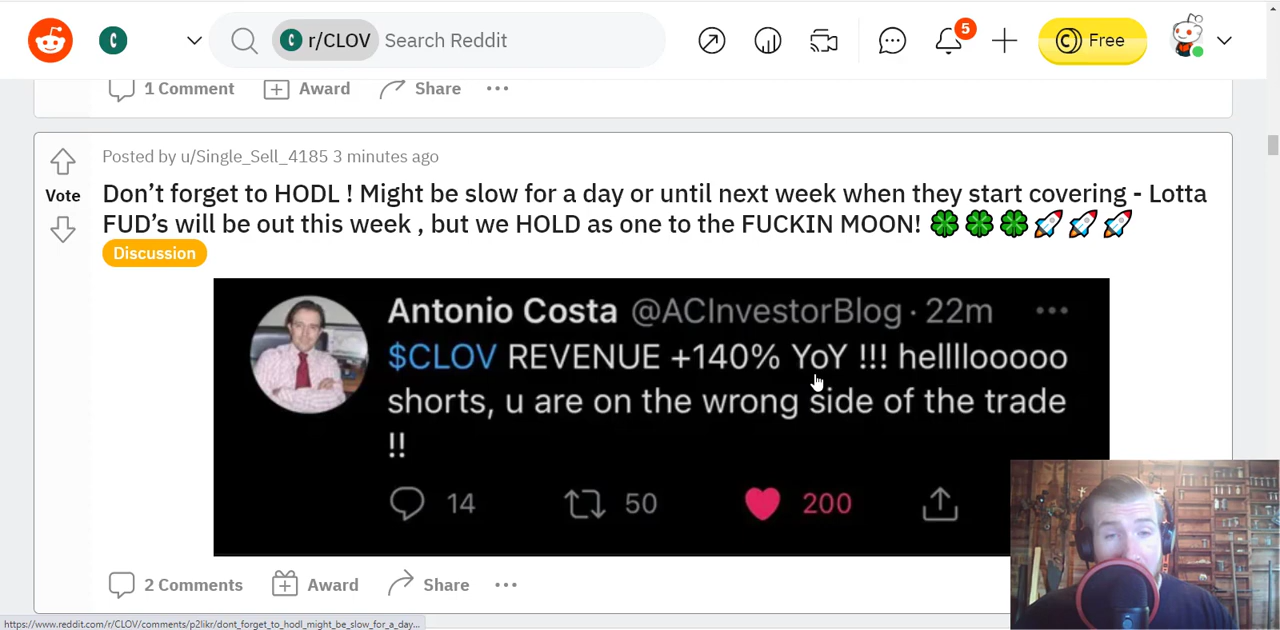 r/CLOV Search Reddit 5 Free
1 Comment Award Share
Posted by u/Single_Sell_4185 3 minutes ago
Vote
Don’t forget to HODL ! Might be slow for a day or until next week when they start covering - Lotta
FUD’s will be out this week , but we HOLD as one to the FUCKIN MOON! 🍀🍀🍀🚀🚀🚀
Discussion
Antonio Costa @ACInvestorBlog · 22m
$CLOV REVENUE +140% YoY !!! hellllooooo
shorts, u are on the wrong side of the trade
!!
14 50 200
2 Comments Award Share
https://www.reddit.com/r/CLOV/comments/p2likr/dont_forget_to_hodl_might_be_slow_for_a_day...